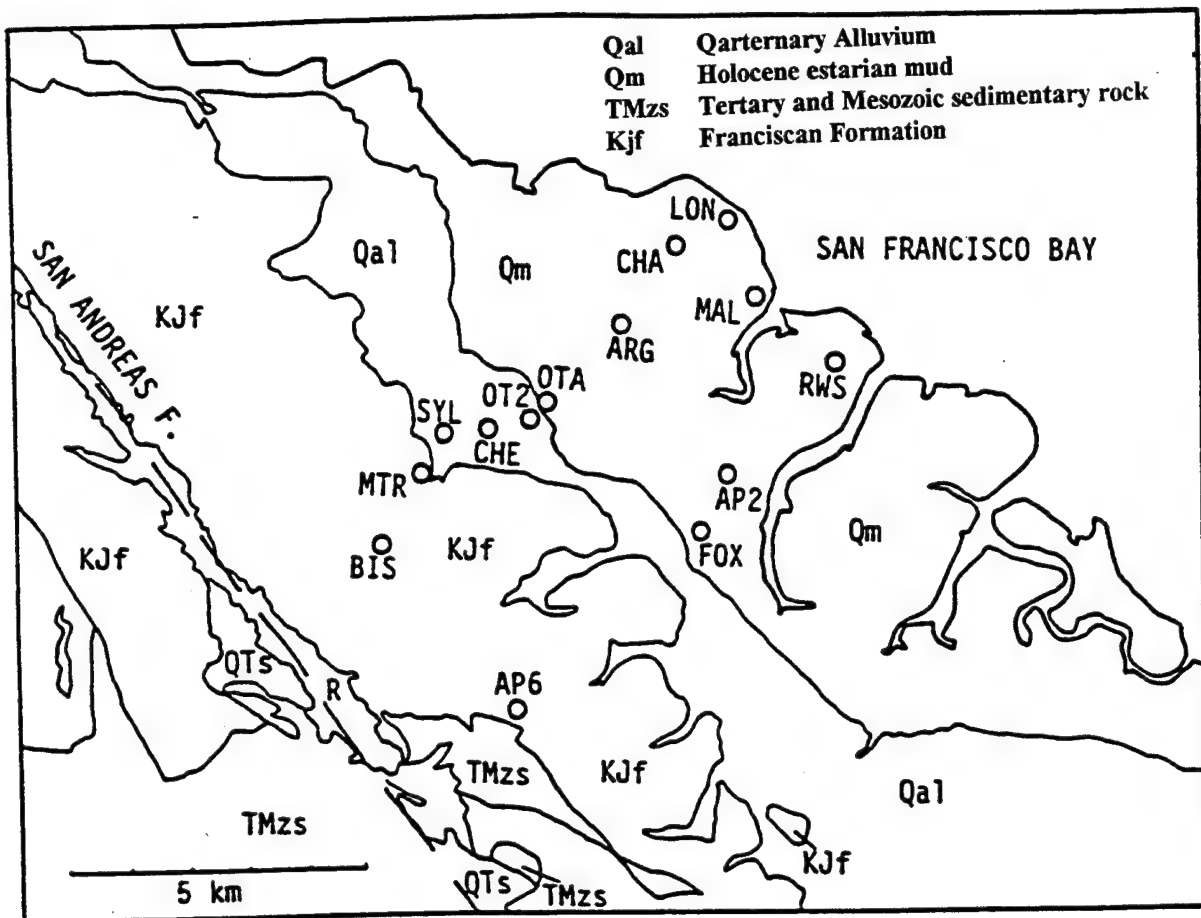 Qal Qarternary Alluvium
Qm Holocene estarian mud
TMzs Tertary and Mesozoic sedimentary rock
Kjf Franciscan Formation
LON
SAN FRANCISCO BAY
Qal
Qm
CHA
SAN ANDREAS F.
KJf
MAL
ARG
RWS
OTA
OT2
SYL
CHE
MTR
AP2
KJf
Qm
FOX
KJf
BIS
QTs
R
AP6
TMzs
KJf
Qal
TMzs
KJf
5 km
QTs
TMzs